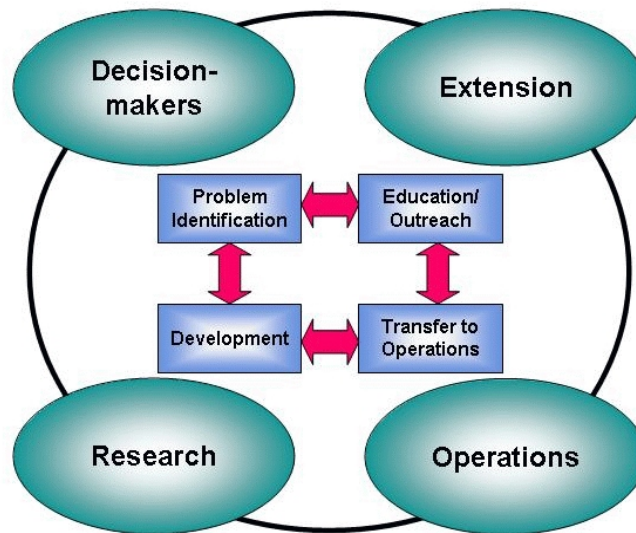 Decision-
makers
Extension
Problem
Identification
Education/
Outreach
Development
Transfer to
Operations
Research
Operations